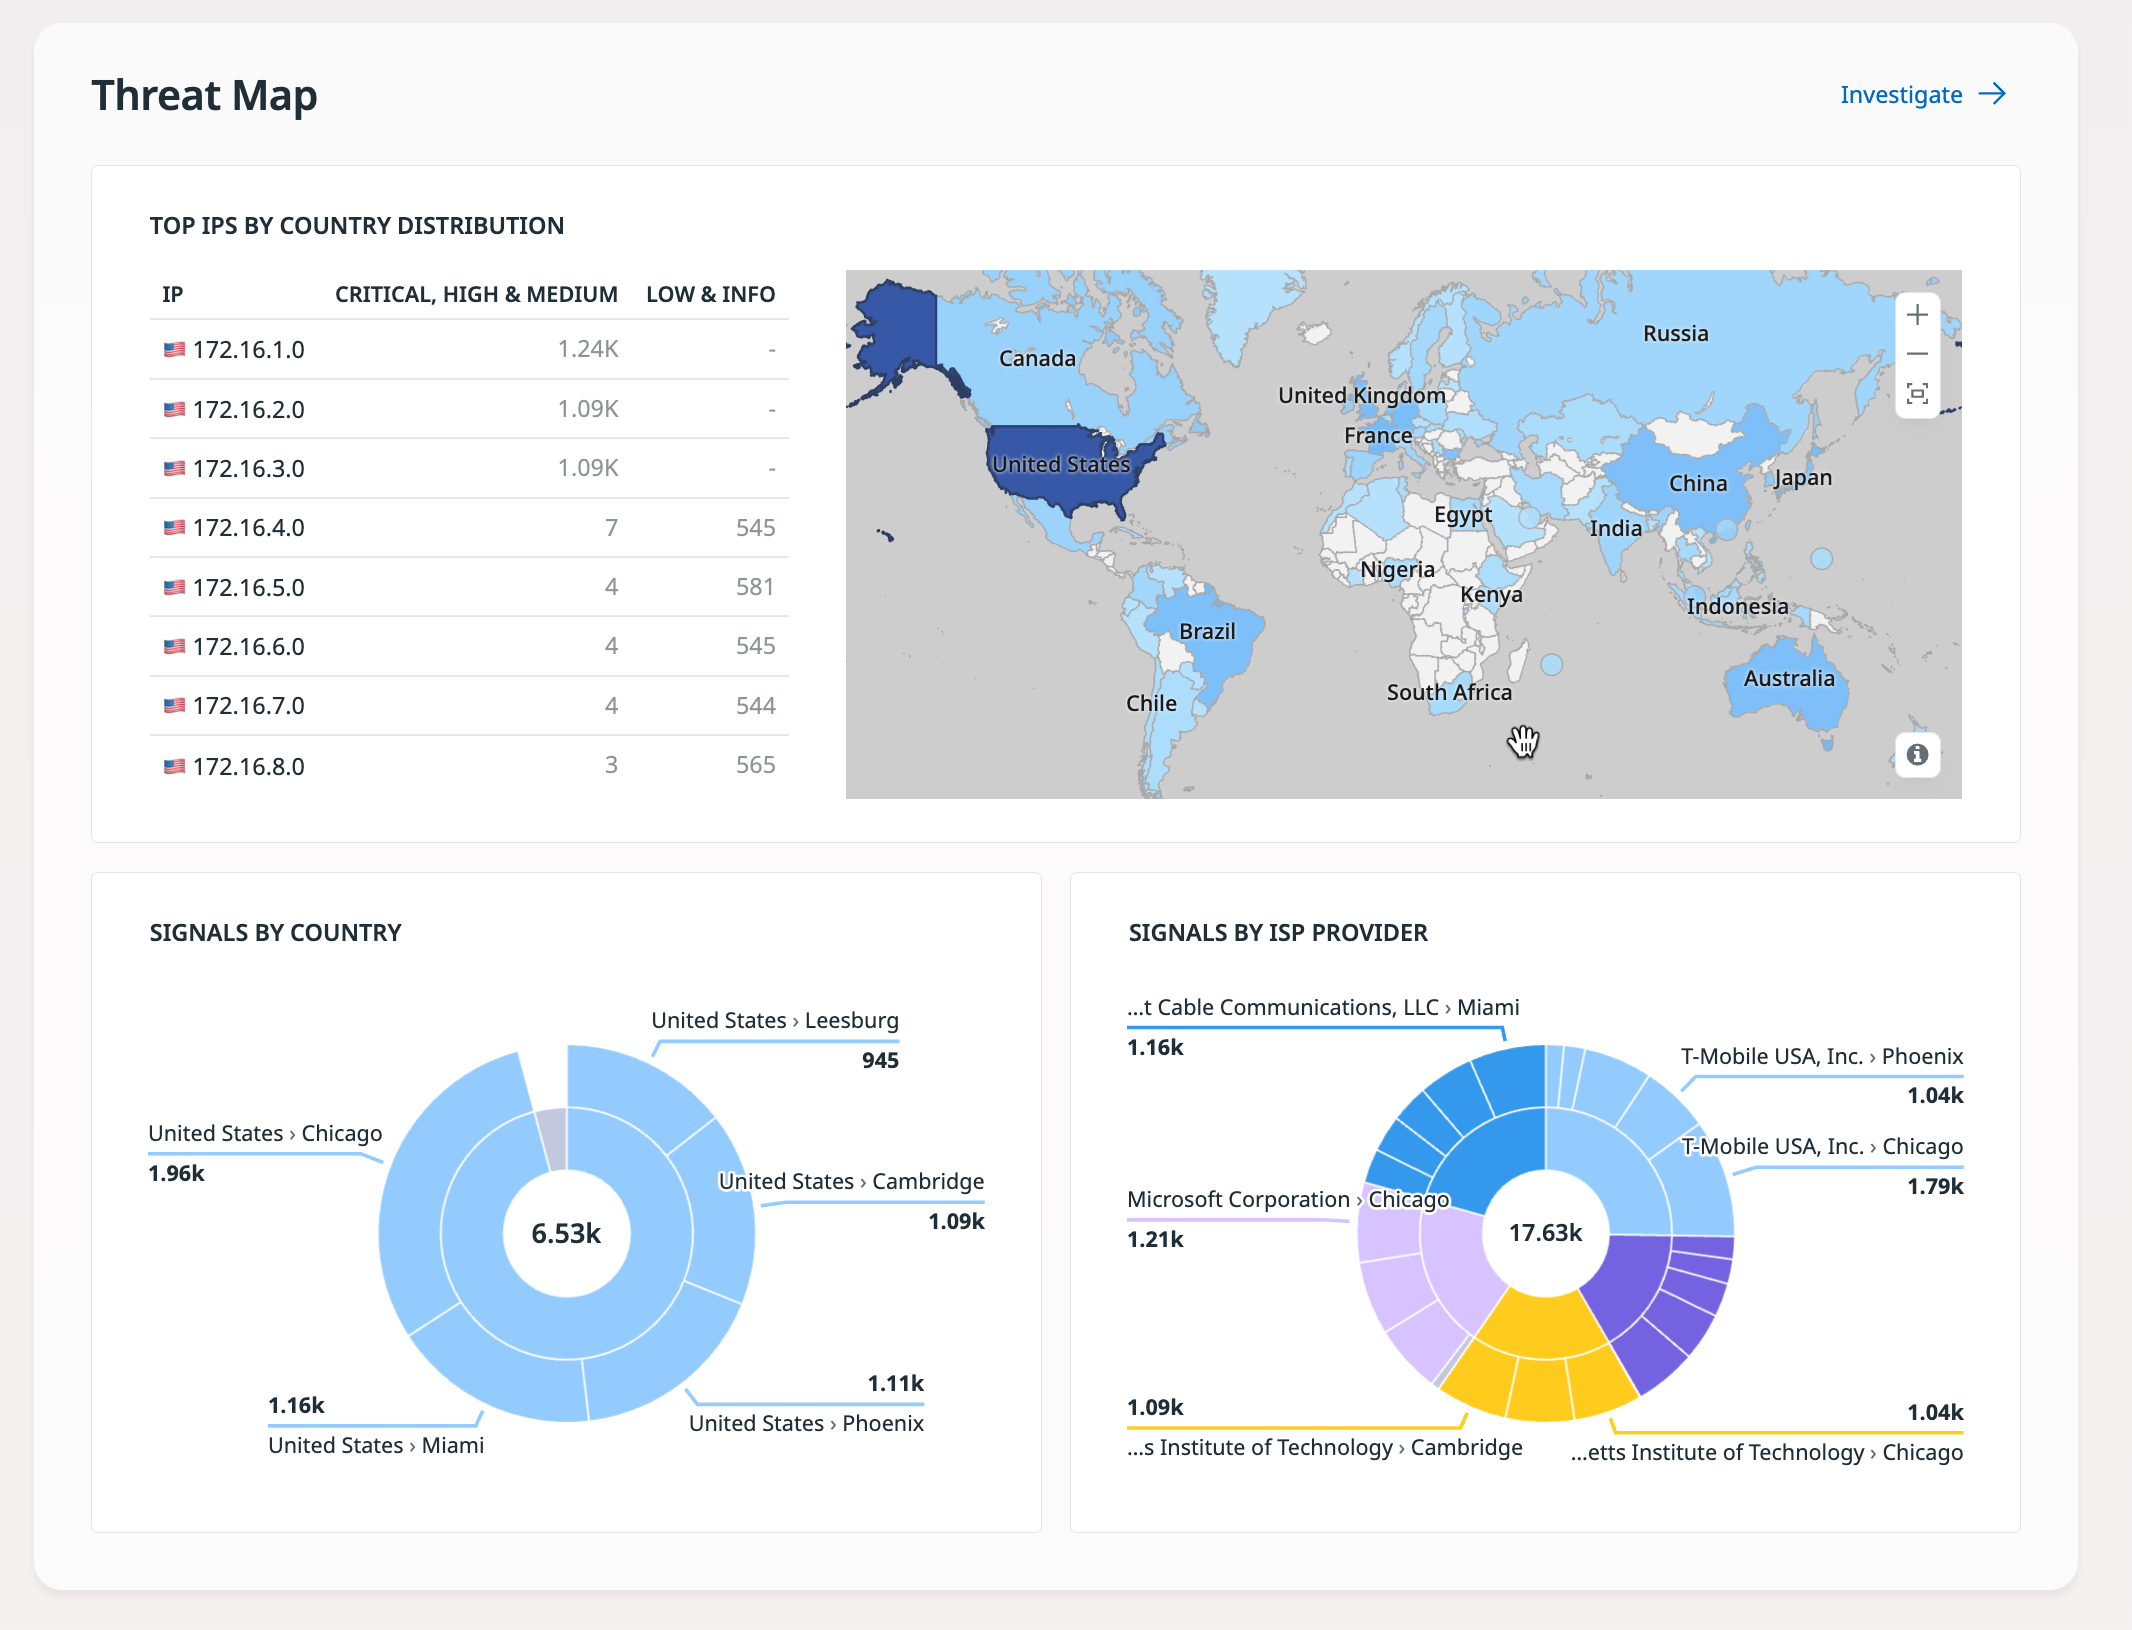 Threat Map
Investigate
TOP IPS BY COUNTRY DISTRIBUTION
IP CRITICAL, HIGH & MEDIUM LOW & INFO
172.16.1.0 1.24K -
172.16.2.0 1.09K -
172.16.3.0 1.09K -
172.16.4.0 7 545
172.16.5.0 4 581
172.16.6.0 4 545
172.16.7.0 4 544
172.16.8.0 3 565
Russia
Canada
United Kingdom
France
United States
China
Japan
Egypt
India
Nigeria
Kenya
Indonesia
Brazil
Australia
South Africa
Chile
SIGNALS BY COUNTRY
United States › Leesburg
945
United States › Chicago
1.96k
United States › Cambridge
1.09k
6.53k
1.11k
United States › Phoenix
1.16k
United States › Miami
SIGNALS BY ISP PROVIDER
...t Cable Communications, LLC › Miami
1.16k
T-Mobile USA, Inc. › Phoenix
1.04k
T-Mobile USA, Inc. › Chicago
1.79k
Microsoft Corporation › Chicago
1.21k
17.63k
1.09k
...s Institute of Technology › Cambridge
1.04k
...etts Institute of Technology › Chicago